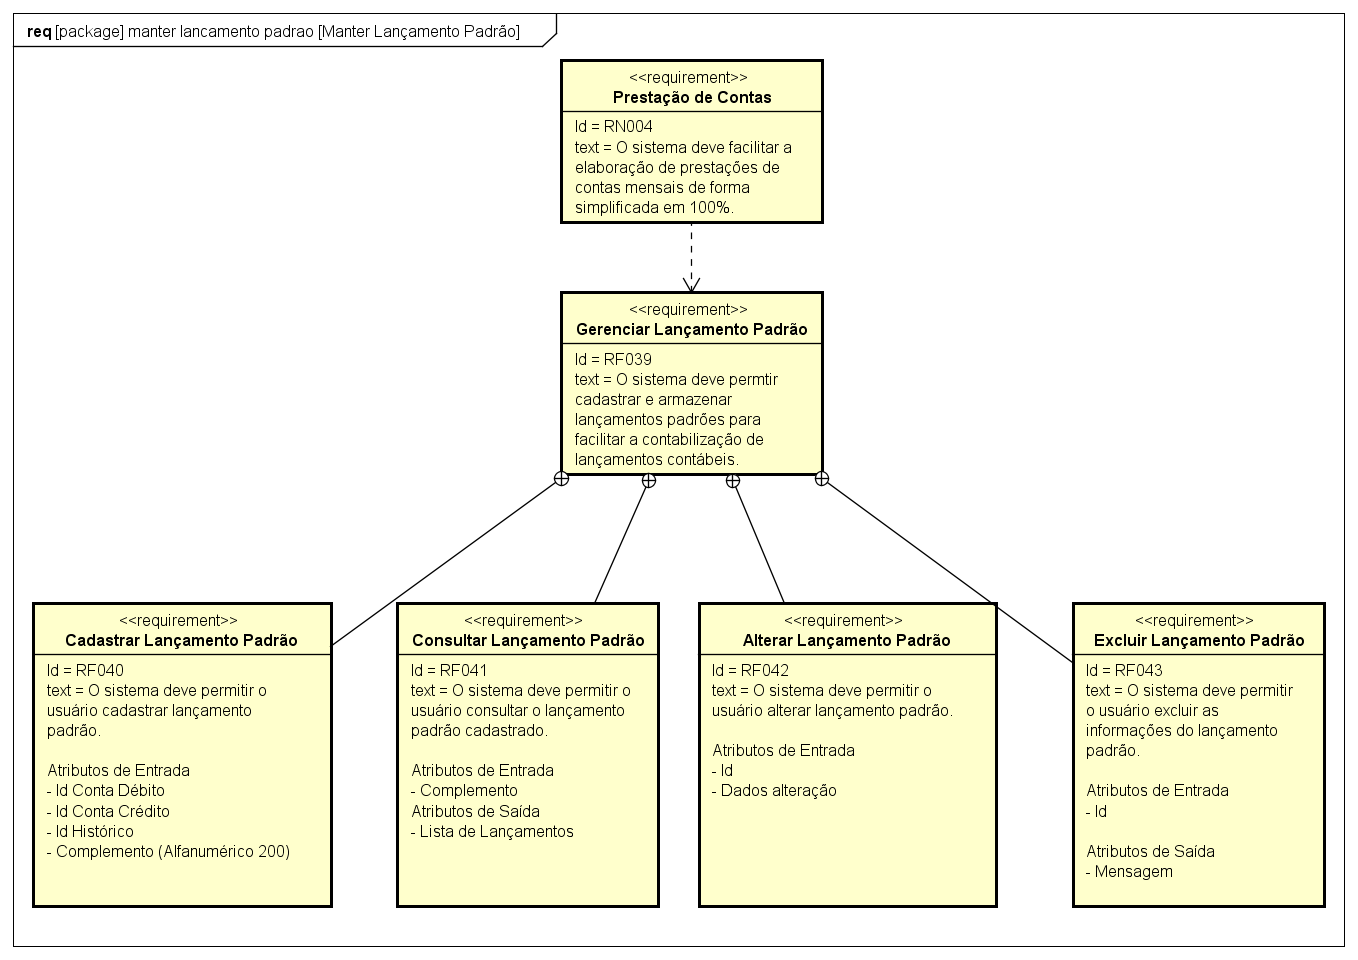 req [package] manter lancamento padrao [Manter Lançamento Padrão]
<<requirement>>
Prestação de Contas
Id = RN004
text = O sistema deve facilitar a
elaboração de prestações de
contas mensais de forma
simplificada em 100%.
<<requirement>>
Gerenciar Lançamento Padrão
Id = RF039
text = O sistema deve permtir
cadastrar e armazenar
lançamentos padrões para
facilitar a contabilização de
lançamentos contábeis.
<<requirement>>
Cadastrar Lançamento Padrão
Id = RF040
text = O sistema deve permitir o
usuário cadastrar lançamento
padrão.
Atributos de Entrada
- Id Conta Débito
- Id Conta Crédito
- Id Histórico
- Complemento (Alfanumérico 200)
<<requirement>>
Consultar Lançamento Padrão
Id = RF041
text = O sistema deve permitir o
usuário consultar o lançamento
padrão cadastrado.
Atributos de Entrada
- Complemento
Atributos de Saída
- Lista de Lançamentos
<<requirement>>
Alterar Lançamento Padrão
Id = RF042
text = O sistema deve permitir o
usuário alterar lançamento padrão.
Atributos de Entrada
- Id
- Dados alteração
<<requirement>>
Excluir Lançamento Padrão
Id = RF043
text = O sistema deve permitir
o usuário excluir as
informações do lançamento
padrão.
Atributos de Entrada
- Id
Atributos de Saída
- Mensagem